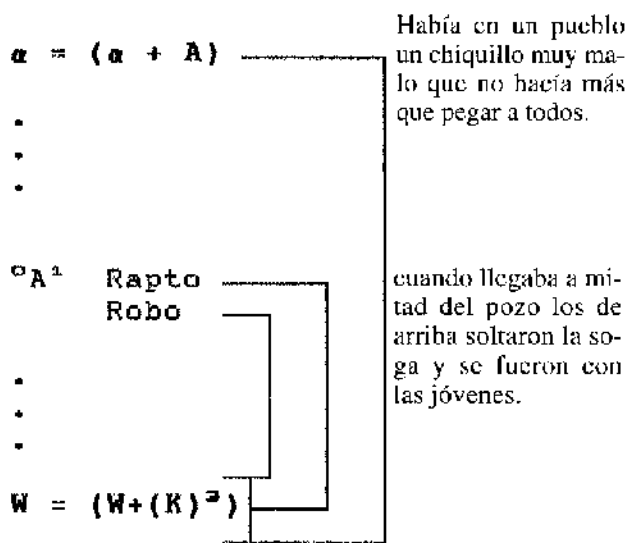 Había en un pueblo
α = (α + A) un chiquillo muy ma-
lo que no hacía más
que pegar a todos.
°A¹ Rapto cuando llegaba a mi-
Robo tad del pozo los de
arriba soltaron la so-
ga y se fueron con
las jóvenes.
W = (W+(K)³)